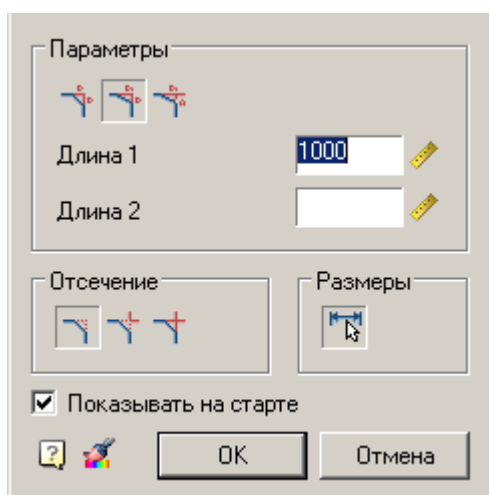 Параметры
Длина 1 1000
Длина 2
Отсечение Размеры
Показывать на старте
OK Отмена